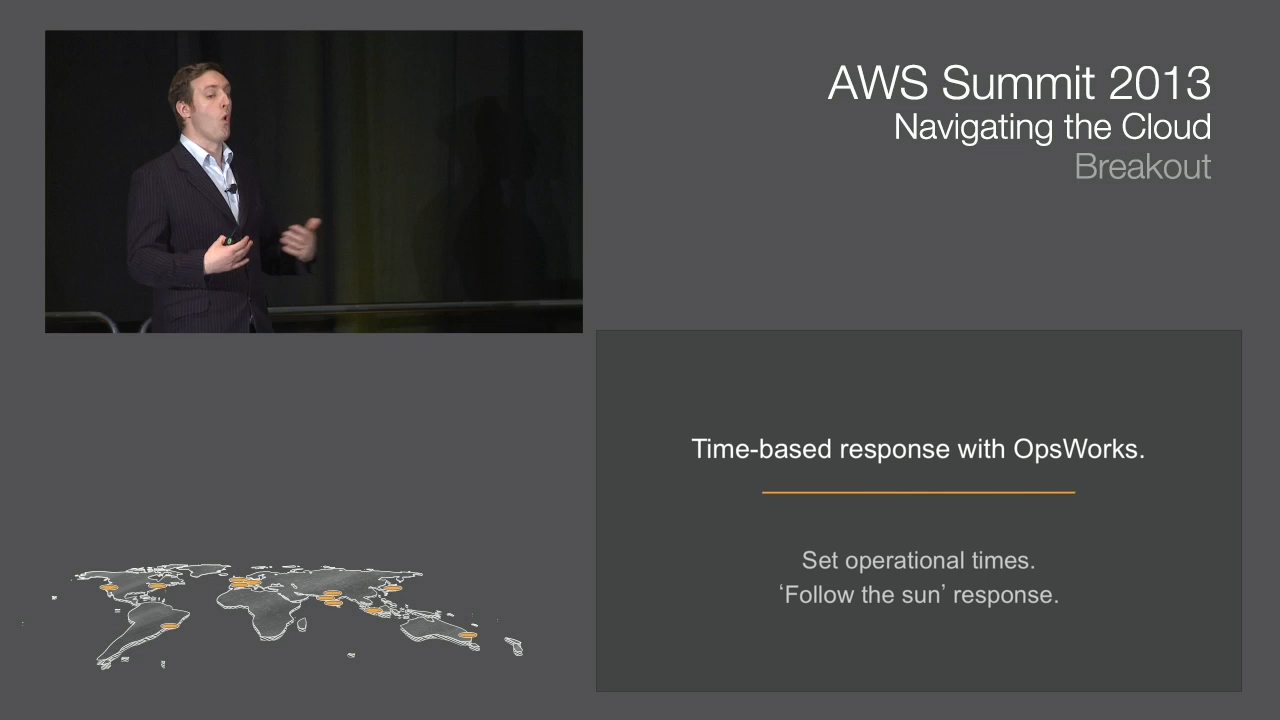 AWS Summit 2013
Navigating the Cloud
Breakout
Time-based response with OpsWorks.
Set operational times.
‘Follow the sun’ response.